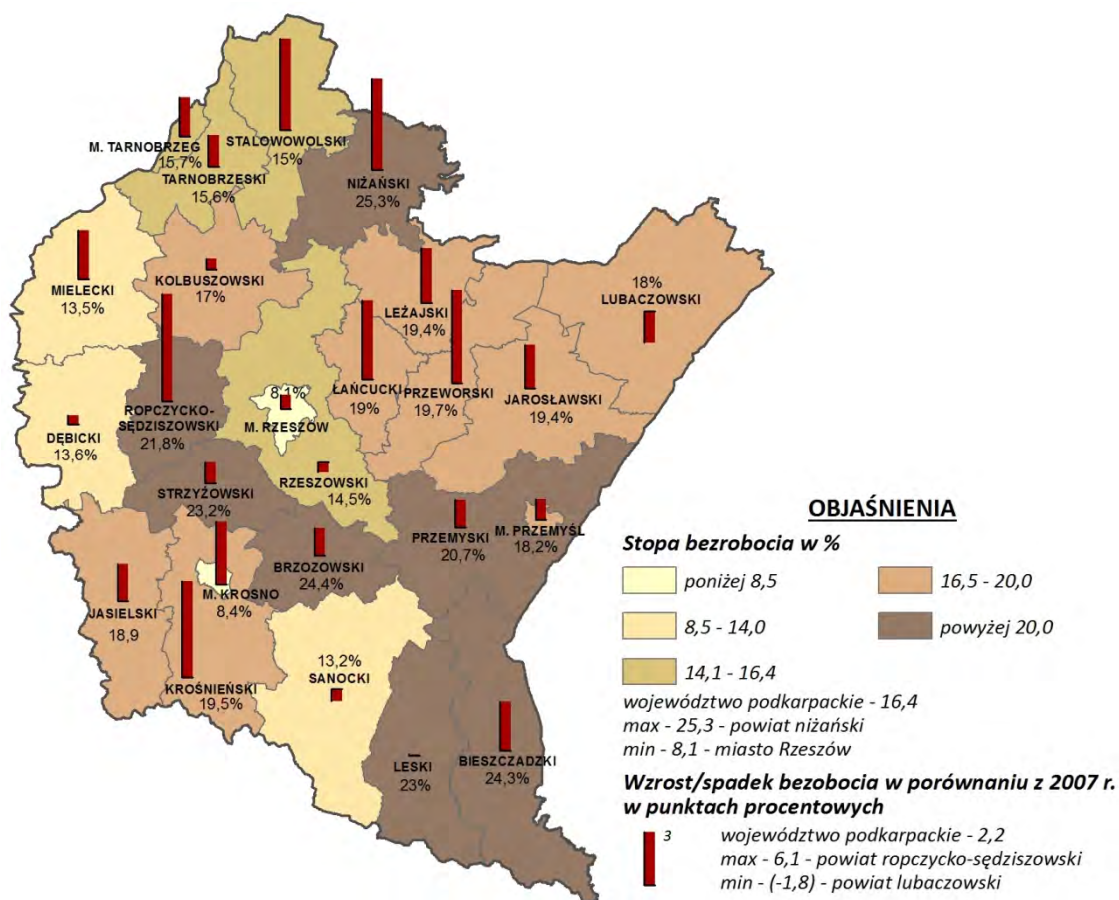 M. TARNOBRZEG
15,7%
TARNOBRZESKI
15,6%
STALOWOWOLSKI
15%
NIŻAŃSKI
25,3%
MIELECKI
13,5%
KOLBUSZOWSKI
17%
LEŻAJSKI
19,4%
18%
LUBACZOWSKI
ROPCZYCKO-
SĘDZISZOWSKI
21,8%
8,1%
M. RZESZÓW
ŁAŃCUCKI
19%
PRZEWORSKI
19,7%
JAROSŁAWSKI
19,4%
DĘBICKI
13,6%
STRZYŻOWSKI
23,2%
RZESZOWSKI
14,5%
BRZOZOWSKI
24,4%
PRZEMYSKI
20,7%
M. PRZEMYŚL
18,2%
JASIELSKI
18,9
M. KROSNO
8,4%
KROŚNIEŃSKI
19,5%
13,2%
SANOCKI
LESKI
23%
BIESZCZADZKI
24,3%
OBJAŚNIENIA
Stopa bezrobocia w %
poniżej 8,5
8,5 - 14,0
14,1 - 16,4
16,5 - 20,0
powyżej 20,0
województwo podkarpackie - 16,4
max - 25,3 - powiat niżański
min - 8,1 - miasto Rzeszów
Wzrost/spadek bezobocia w porównaniu z 2007 r.
w punktach procentowych
3
województwo podkarpackie - 2,2
max - 6,1 - powiat ropczycko-sędziszowski
min - (-1,8) - powiat lubaczowski